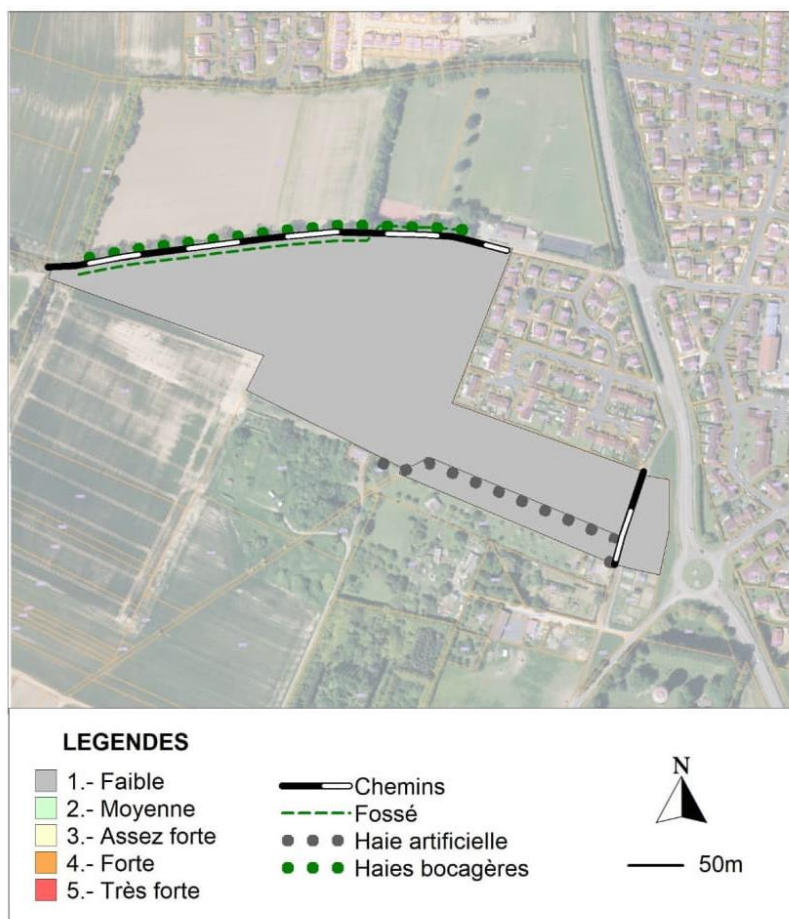 LEGENDES
1.- Faible
2.- Moyenne
3.- Assez forte
4.- Forte
5.- Très forte
Chemins
Fossé
Haie artificielle
Haies bocagères
N
50m